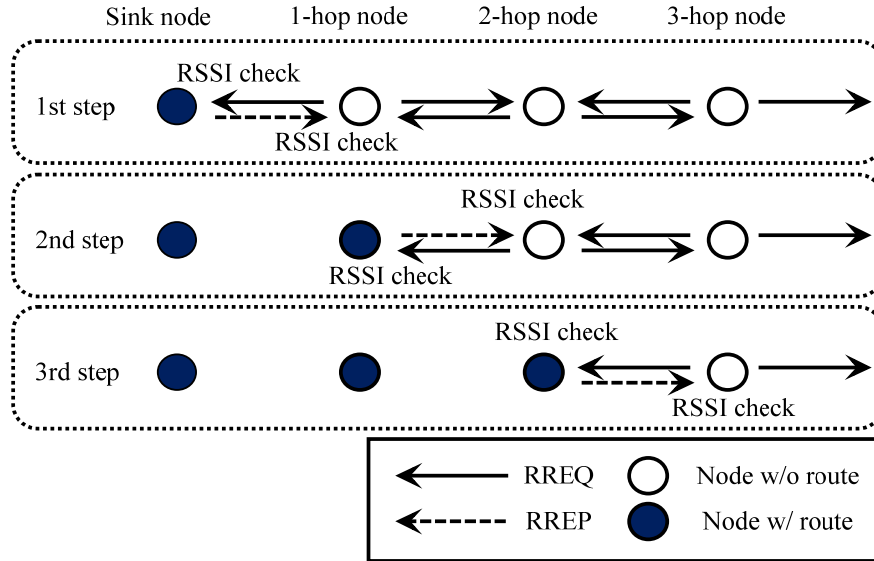 Sink node 1-hop node 2-hop node 3-hop node
RSSI check
1st step
RSSI check
RSSI check
2nd step
RSSI check
RSSI check
3rd step
RSSI check
RREQ Node w/o route
RREP Node w/ route